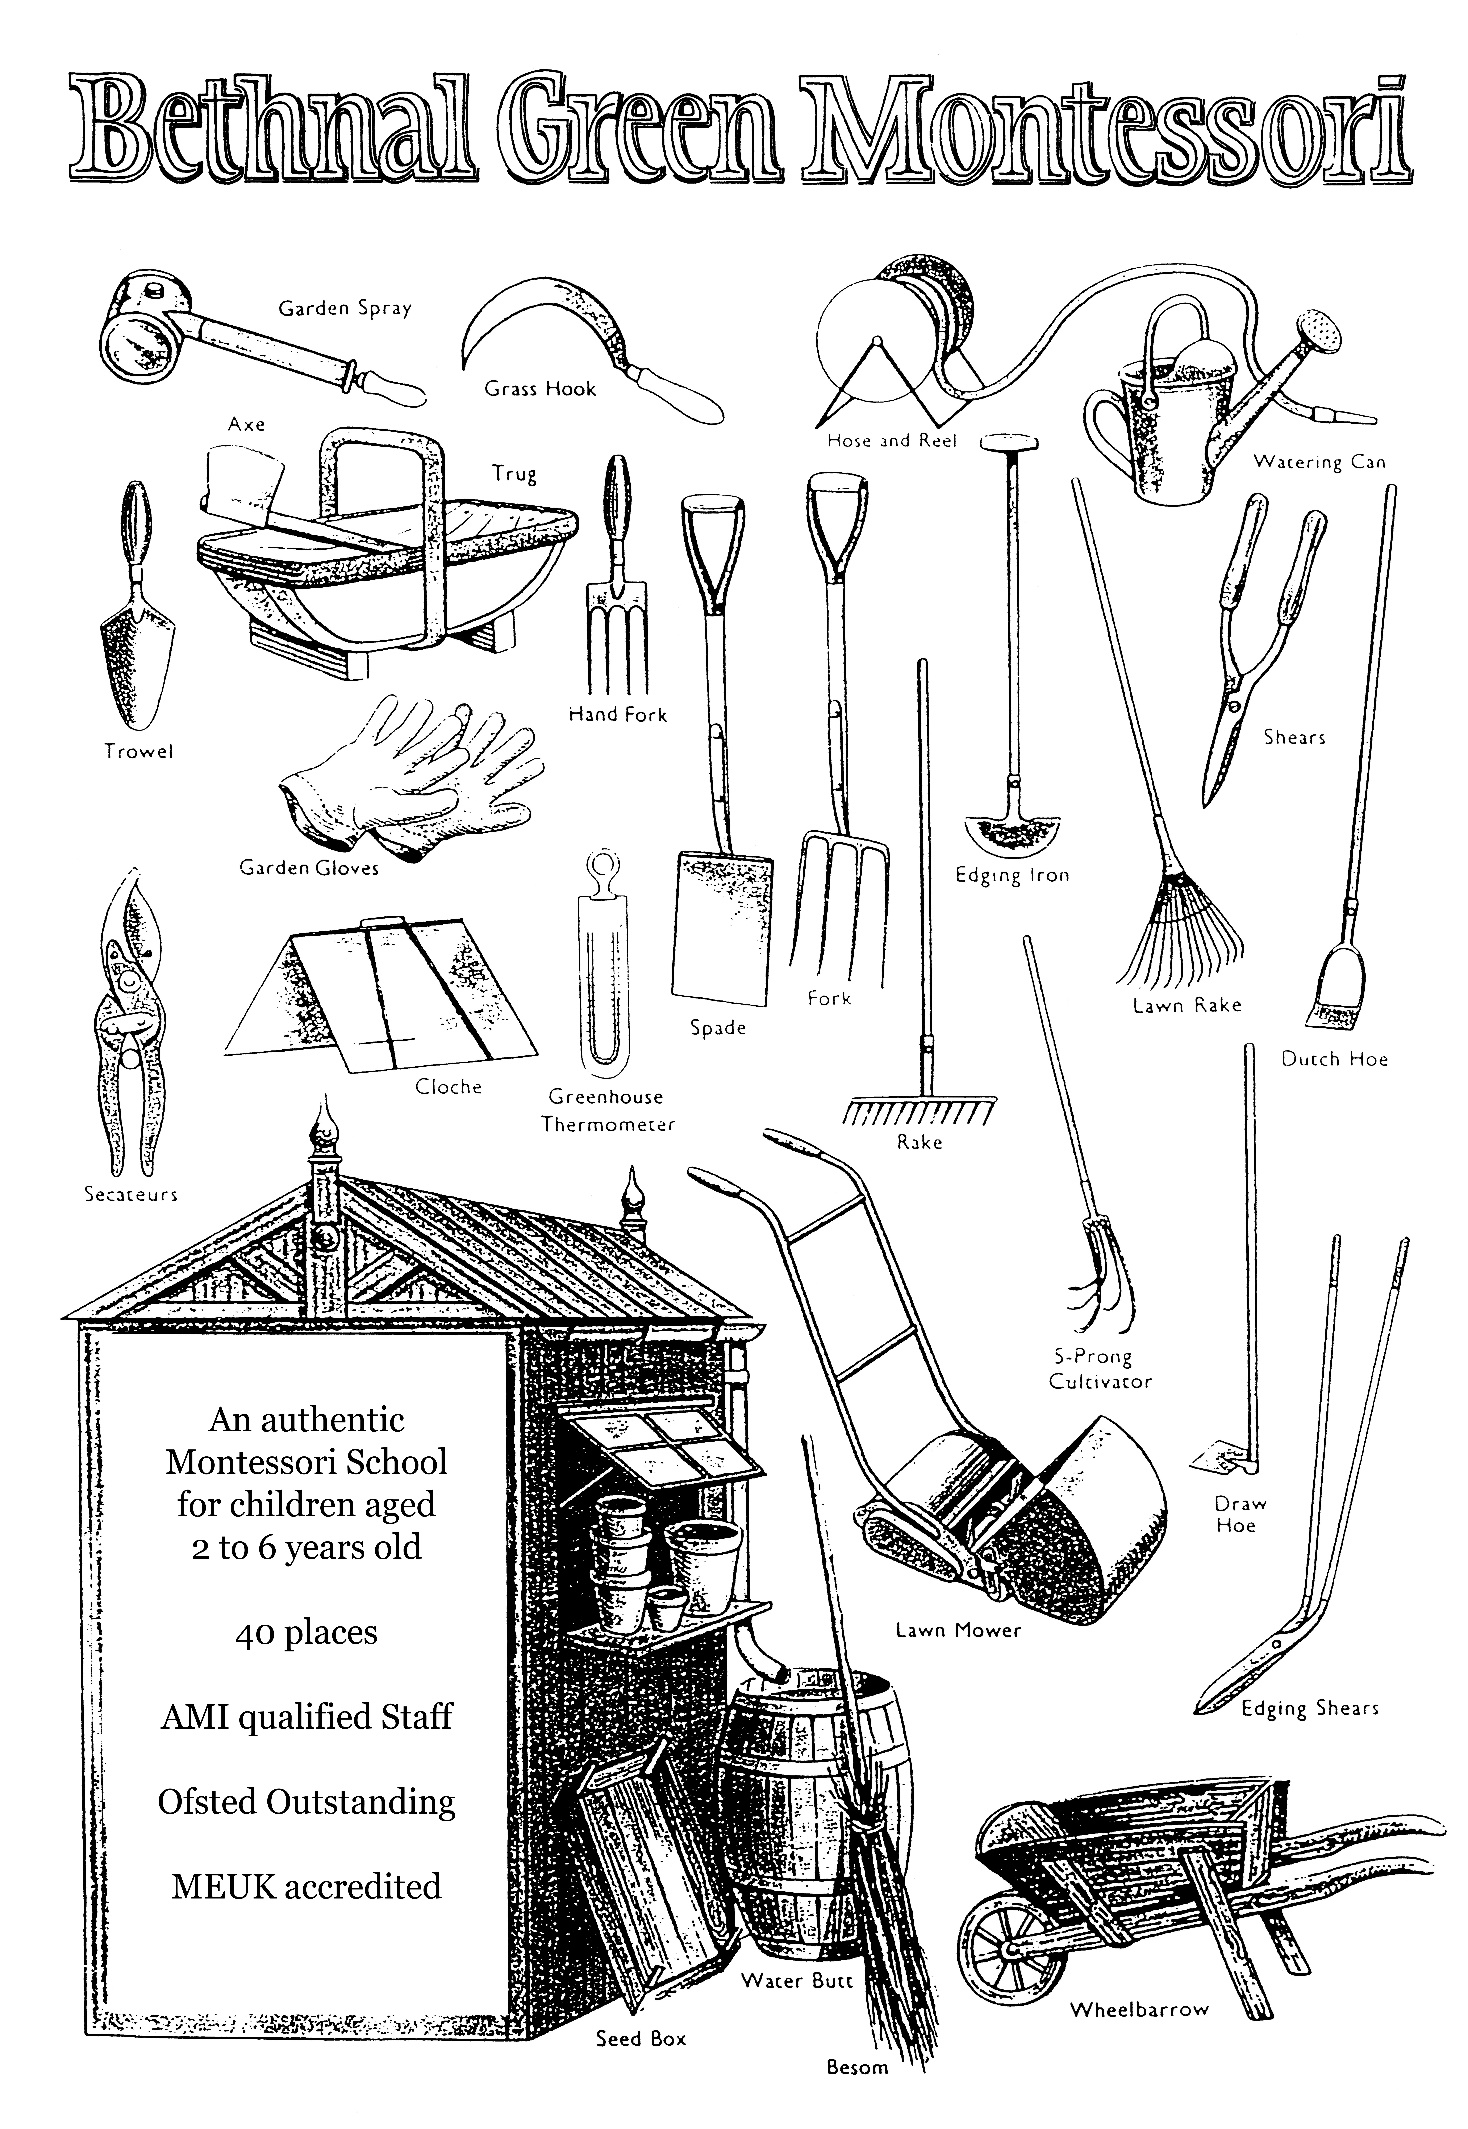 Bethnal Green Montessori
Garden Spray
Grass Hook
Hose and Reel
Watering Can
Axe
Trug
Trowel
Hand Fork
Shears
Garden Gloves
Edging Iron
Spade
Fork
Lawn Rake
Dutch Hoe
Cloche
Greenhouse
Thermometer
Rake
Secateurs
5-Prong
Cultivator
Draw
Hoe
Lawn Mower
Edging Shears
An authentic
Montessori School
for children aged
2 to 6 years old
40 places
AMI qualified Staff
Ofsted Outstanding
MEUK accredited
Water Butt
Seed Box
Besom
Wheelbarrow